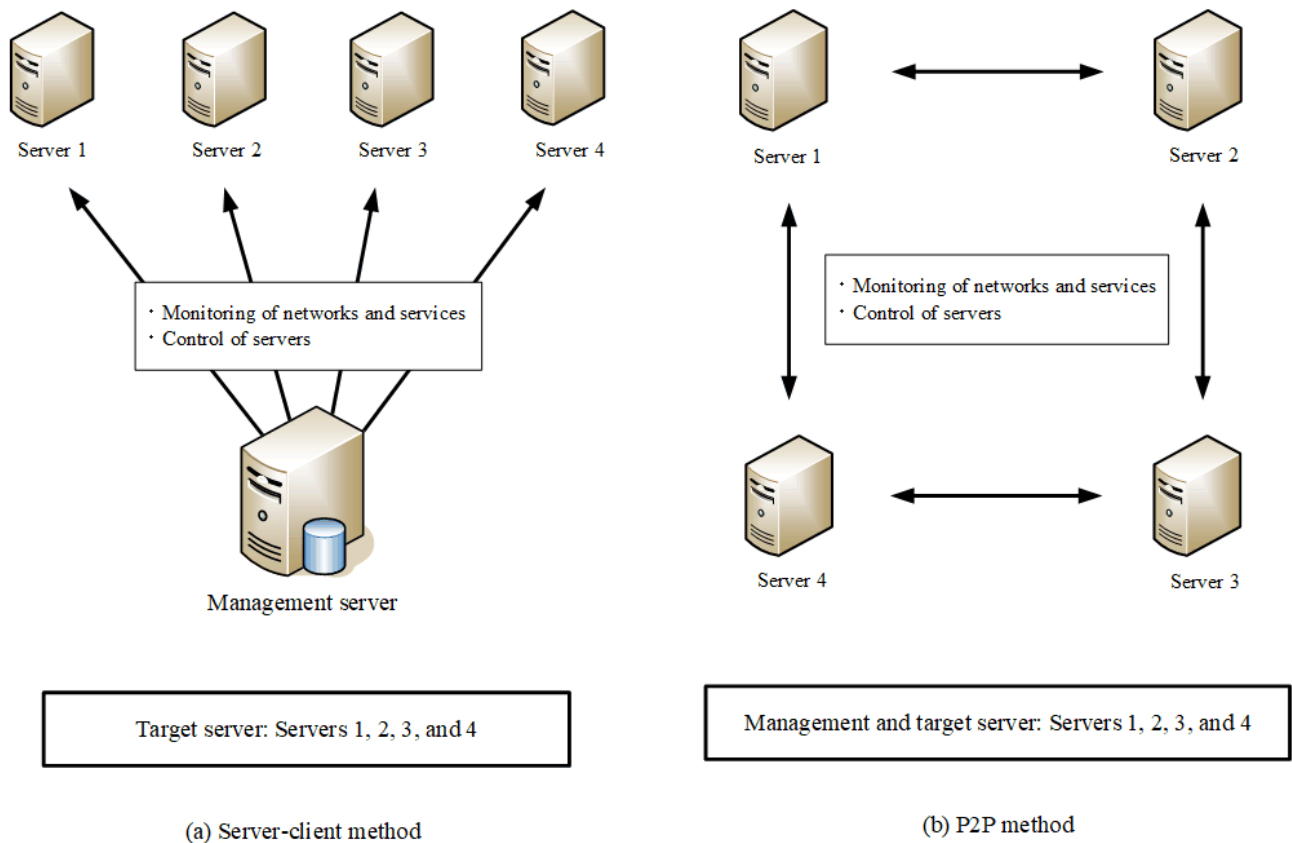 Server 1
Server 2
Server 3
Server 4
・ Monitoring of networks and services
・ Control of servers
Management server
Target server: Servers 1, 2, 3, and 4
(a) Server-client method
Server 1
Server 2
・ Monitoring of networks and services
・ Control of servers
Server 4
Server 3
Management and target server: Servers 1, 2, 3, and 4
(b) P2P method